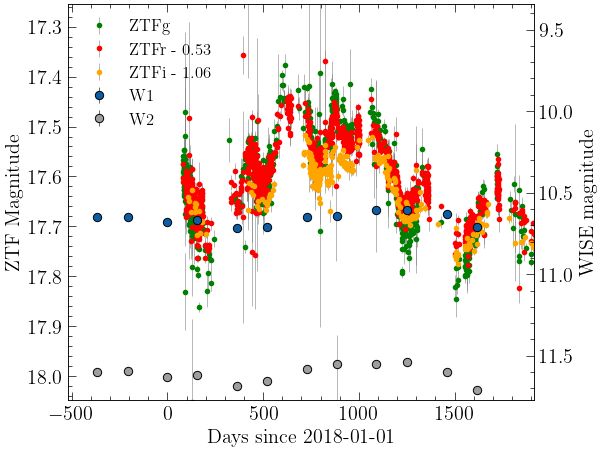 ZTFg
ZTFr - 0.53
ZTFi - 1.06
W1
W2
17.3
17.4
17.5
17.6
17.7
17.8
17.9
18.0
ZTF Magnitude
9.5
10.0
10.5
11.0
11.5
WISE magnitude
−500 0 500 1000 1500
Days since 2018-01-01